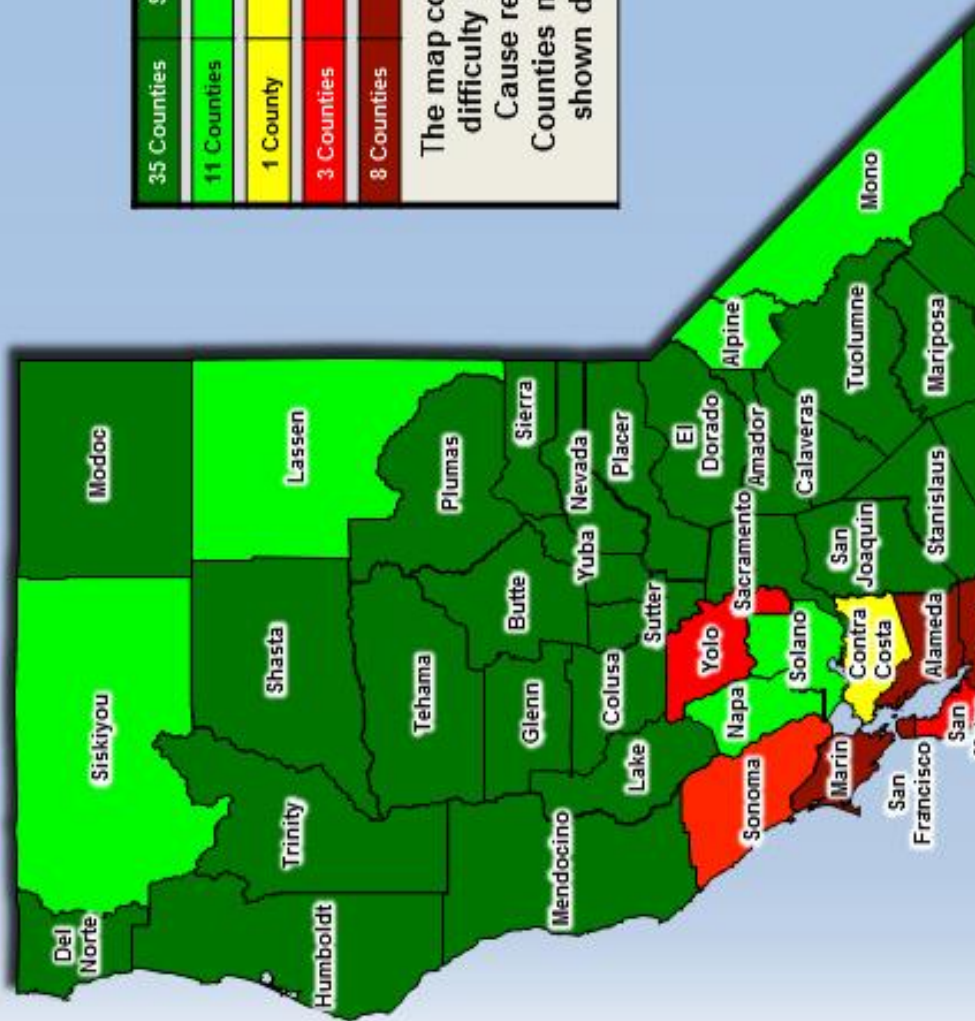 35 Counties
11 Counties
1 County
3 Counties
8 Counties
The map
difficulty
Cause
Counties
shown
Modoc
Siskiyou
Del
Norte
Lassen
Shasta
Trinity
Humboldt
Plumas
Tehama
Sierra
Butte
Glenn
Nevada
Yuba
Placer
Colusa
Sutter
Lake
Mendocino
El
Dorado
Yolo
Napa
Sonoma
Sacramento
Amador
Alpine
Solano
Calaveras
Mono
Marin
Contra
Costa
San
Joaquin
Tuolumne
San
Francisco
Alameda
Stanislaus
Mariposa
San